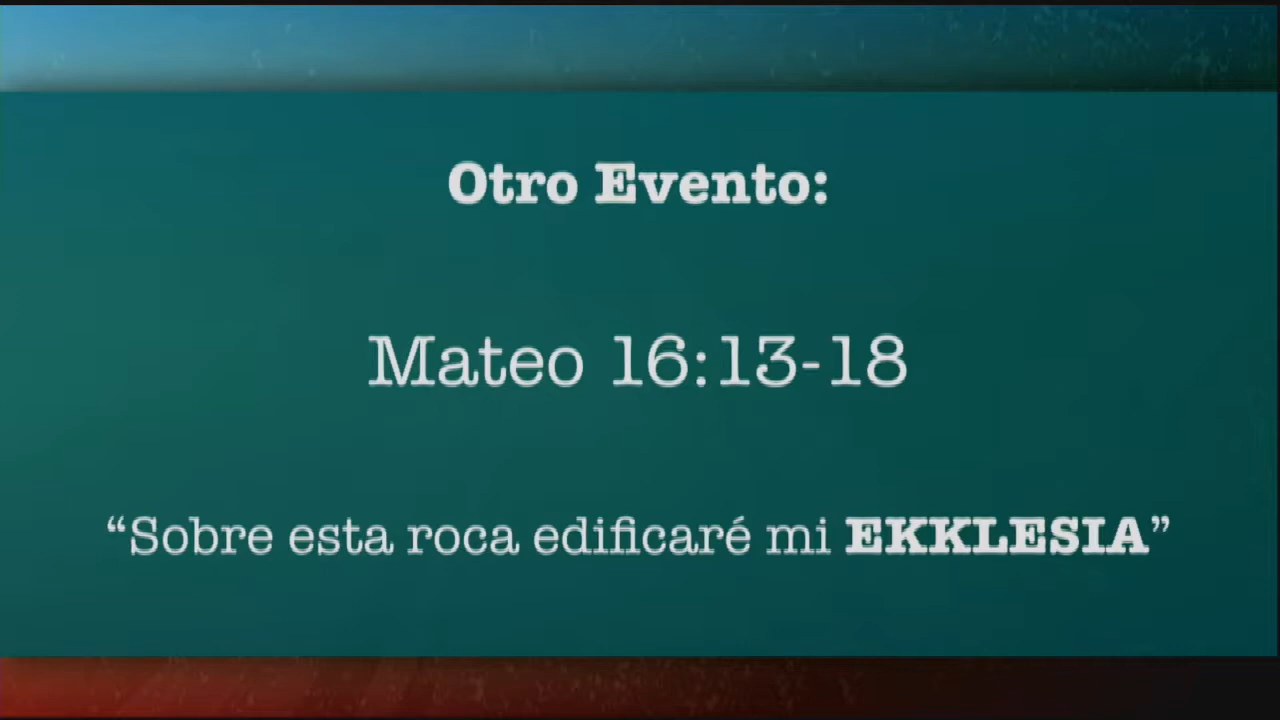 Otro Evento:
Mateo 16:13-18
“Sobre esta roca edificaré mi EKKLESIA”